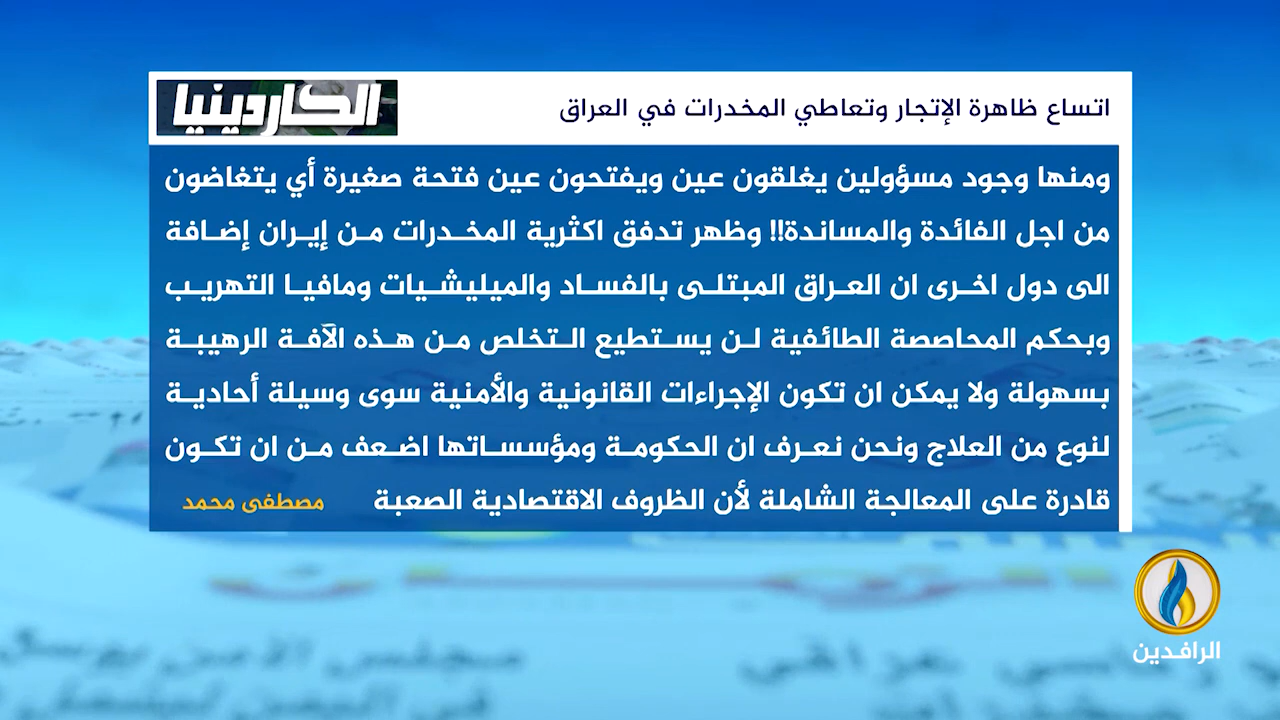 اتساع ظاهرة الإتجار وتعاطي المخدرات في العراق
الكاردينيا
ومنها وجود مسؤولين يغلقون عين ويفتحون عين فتحة صغيرة أي يتغاضون
من اجل الفائدة والمساندة!! وظهر تدفق اكثرية المخدرات من إيران إضافة
الى دول اخرى ان العراق المبتلى بالفساد والميليشيات ومافيا التهريب
وبحكم المحاصصة الطائفية لن يستطيع التخلص من هذه الآفة الرهيبة
بسهولة ولا يمكن ان تكون الإجراءات القانونية والأمنية سوى وسيلة أحادية
لنوع من العلاج ونحن نعرف ان الحكومة ومؤسساتها اضعف من ان تكون
قادرة على المعالجة الشاملة لأن الظروف الاقتصادية الصعبة
مصطفى محمد
الرافدين
مجلس الأمن
في اليمن